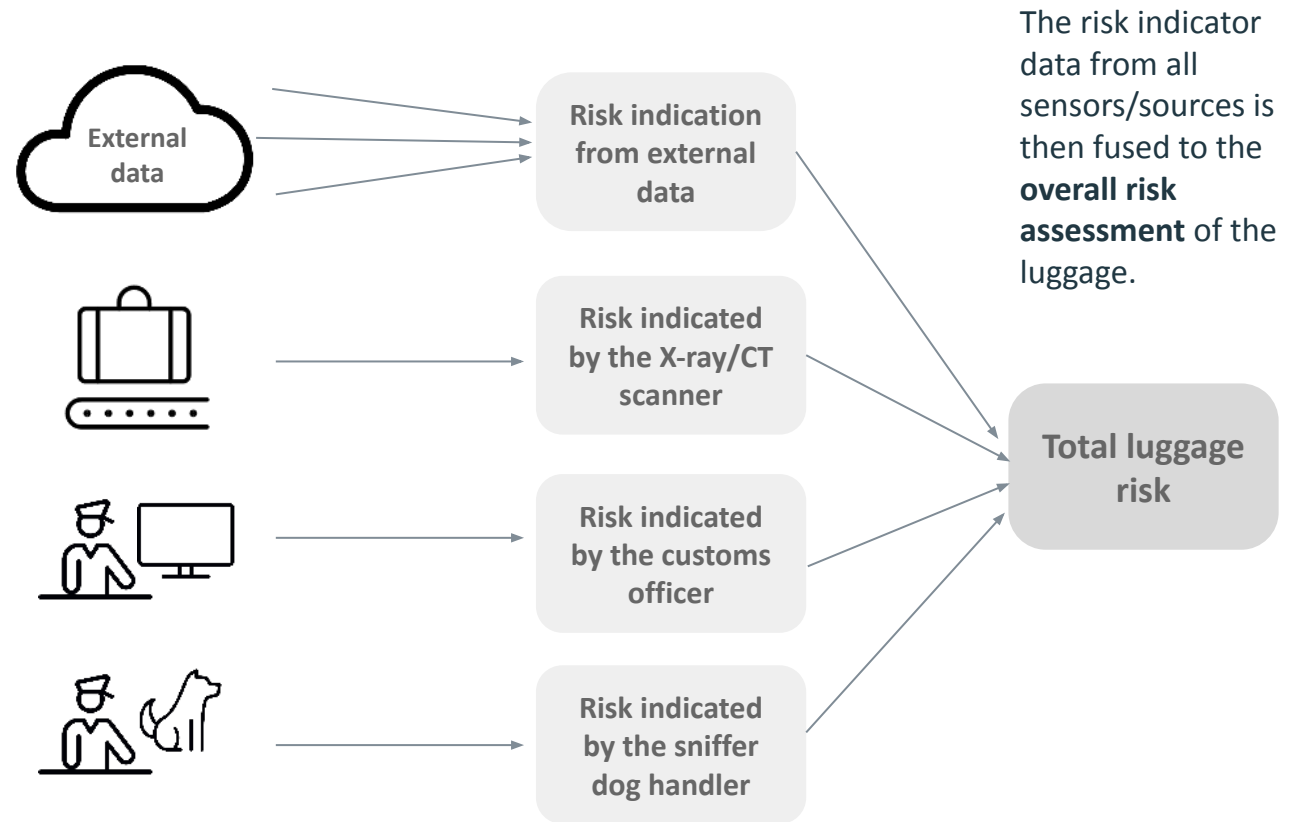 External
data
Risk indication
from external
data
The risk indicator
data from all
sensors/sources is
then fused to the
overall risk
assessment of the
luggage.
Risk indicated
by the X-ray/CT
scanner
Total luggage
risk
Risk indicated
by the customs
officer
Risk indicated
by the sniffer
dog handler